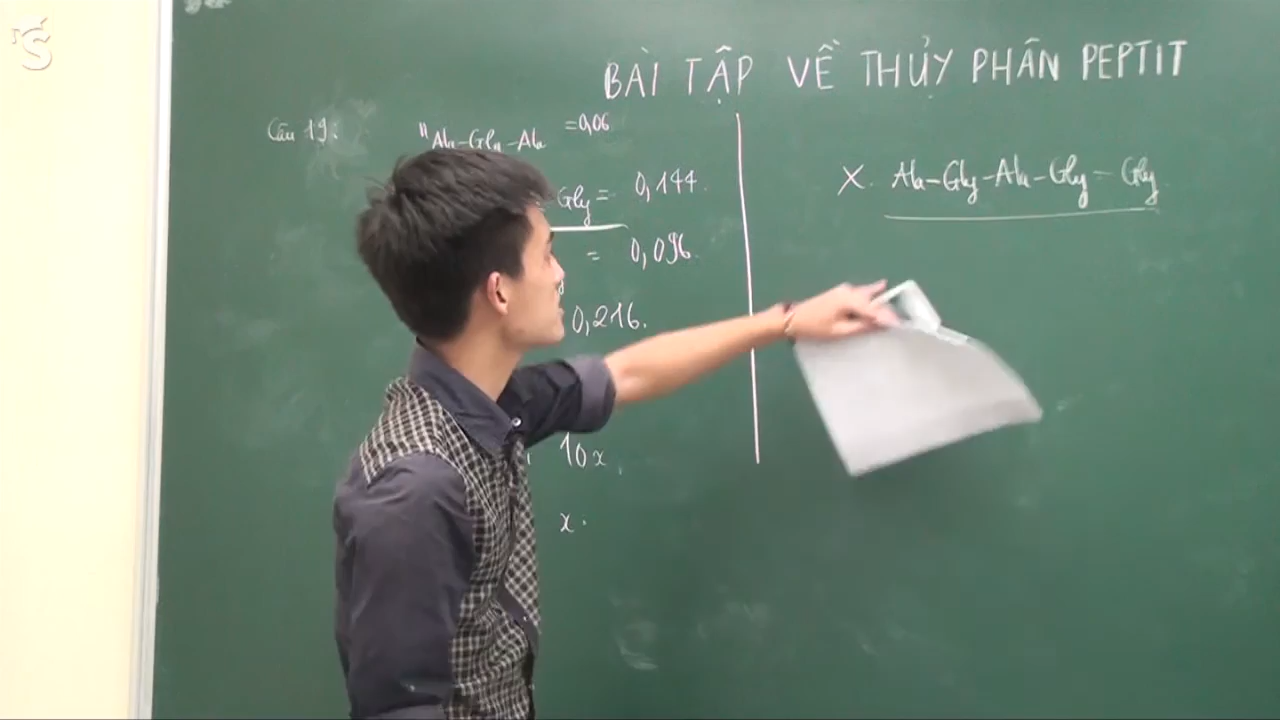 BÀI TẬP VỀ THỦY PHÂN PEPTIT
Câu 19:
Ala-Gly-Ala = 0,06
Gly = 0,144
= 0,096
0,216.
10x
x
X. Ala-Gly-Ala-Gly-Gly